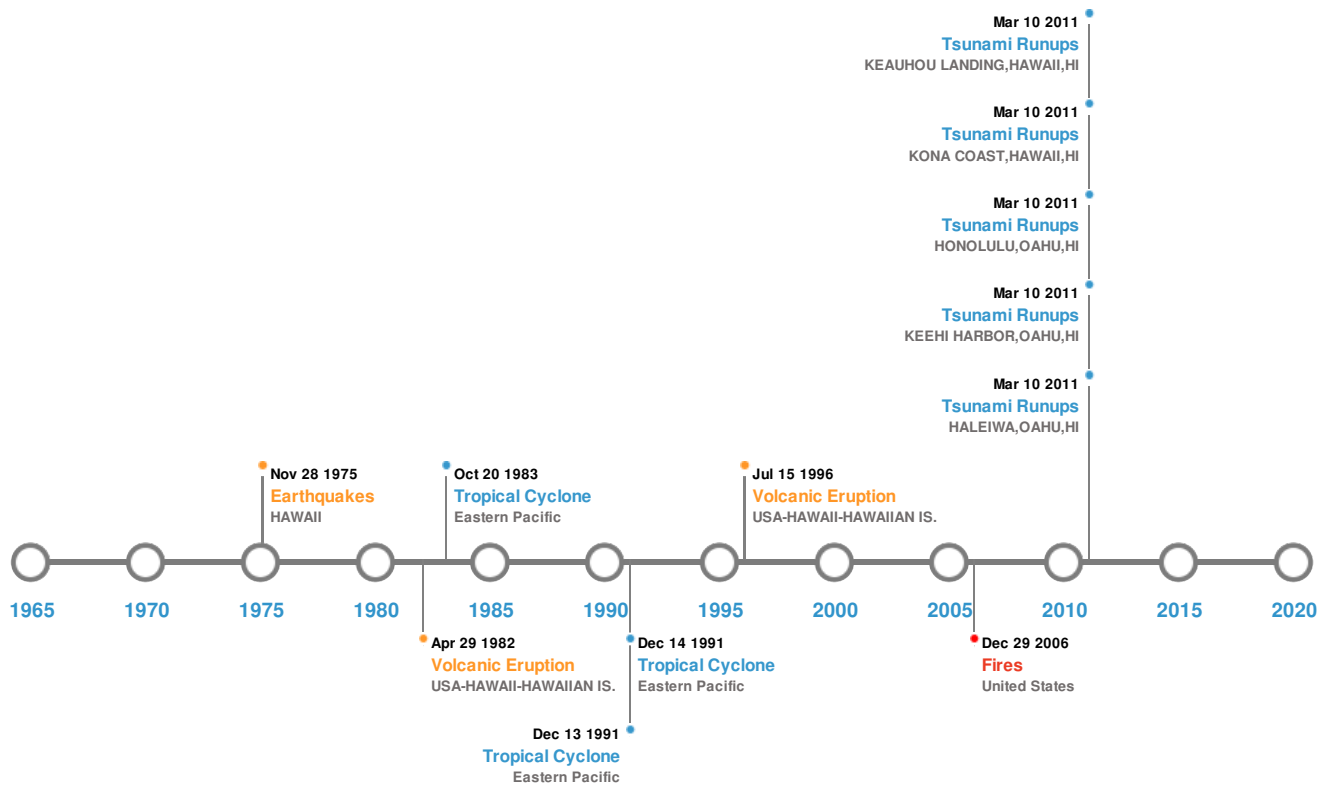 Mar 10 2011
Tsunami Runups
KEAUHOU LANDING,HAWAII,HI
Mar 10 2011
Tsunami Runups
KONA COAST,HAWAII,HI
Mar 10 2011
Tsunami Runups
HONOLULU,OAHU,HI
Mar 10 2011
Tsunami Runups
KEEHI HARBOR,OAHU,HI
Mar 10 2011
Tsunami Runups
HALEIWA,OAHU,HI
Nov 28 1975
Earthquakes
HAWAII
Oct 20 1983
Tropical Cyclone
Eastern Pacific
Jul 15 1996
Volcanic Eruption
USA-HAWAII-HAWAIIAN IS.
1965 1970 1975 1980 1985 1990 1995 2000 2005 2010 2015 2020
Apr 29 1982
Volcanic Eruption
USA-HAWAII-HAWAIIAN IS.
Dec 14 1991
Tropical Cyclone
Eastern Pacific
Dec 29 2006
Fires
United States
Dec 13 1991
Tropical Cyclone
Eastern Pacific